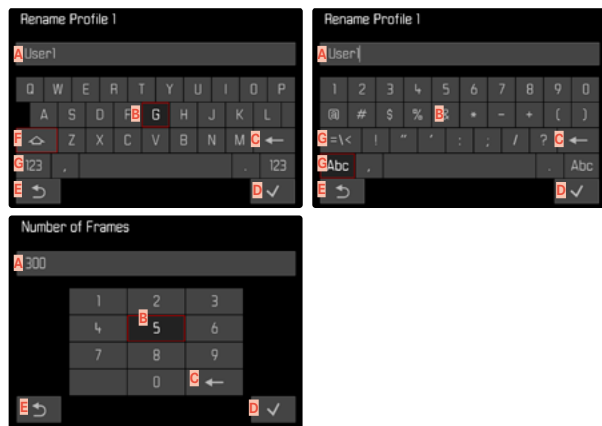 Rename Profile 1
A User1
Q W E R T Y U I O P
A S D F B G H J K L
F Z X C V B N M C ←
G 123 , . 123
E D ✓
Rename Profile 1
A User1
1 2 3 4 5 6 7 8 9 0
@ # $ % B & * - + ( )
G =\< ! " ' : ; / ? C ←
G Abc , . Abc
E D ✓
Number of Frames
A 300
1 2 3
4 B 5 6
7 8 9
0 C ←
E D ✓